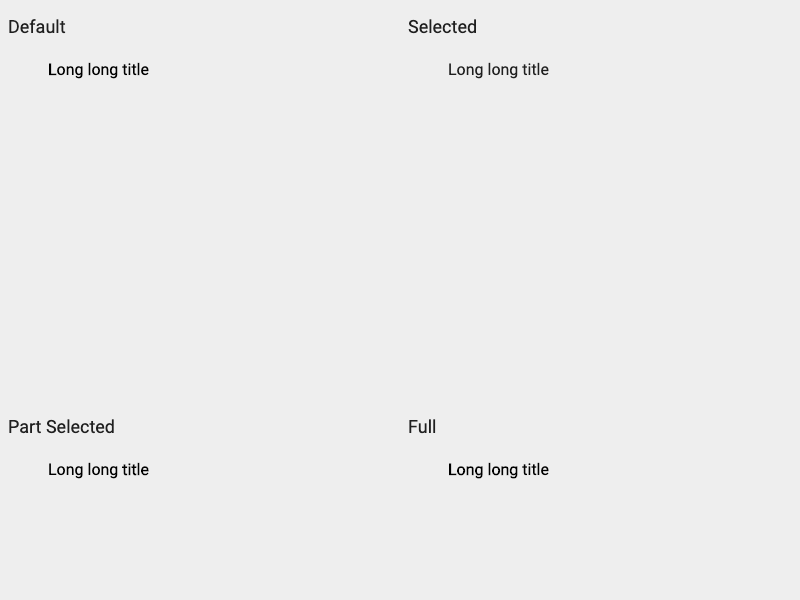 Default
Long long title
Selected
Long long title
Part Selected
Long long title
Full
Long long title